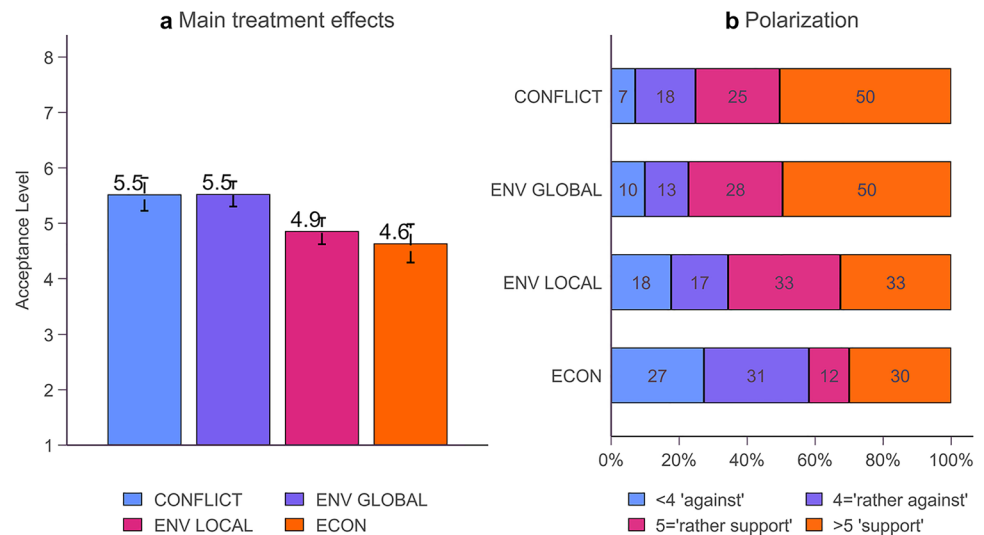 a Main treatment effects
8
7
6
5
4
3
2
1
Acceptance Level
5.5
5.5
4.9
4.6
CONFLICT
ENV GLOBAL
ENV LOCAL
ECON
b Polarization
CONFLICT 7 18 25 50
ENV GLOBAL 10 13 28 50
ENV LOCAL 18 17 33 33
ECON 27 31 12 30
0% 20% 40% 60% 80% 100%
<4 'against' 4='rather against'
5='rather support' >5 'support'